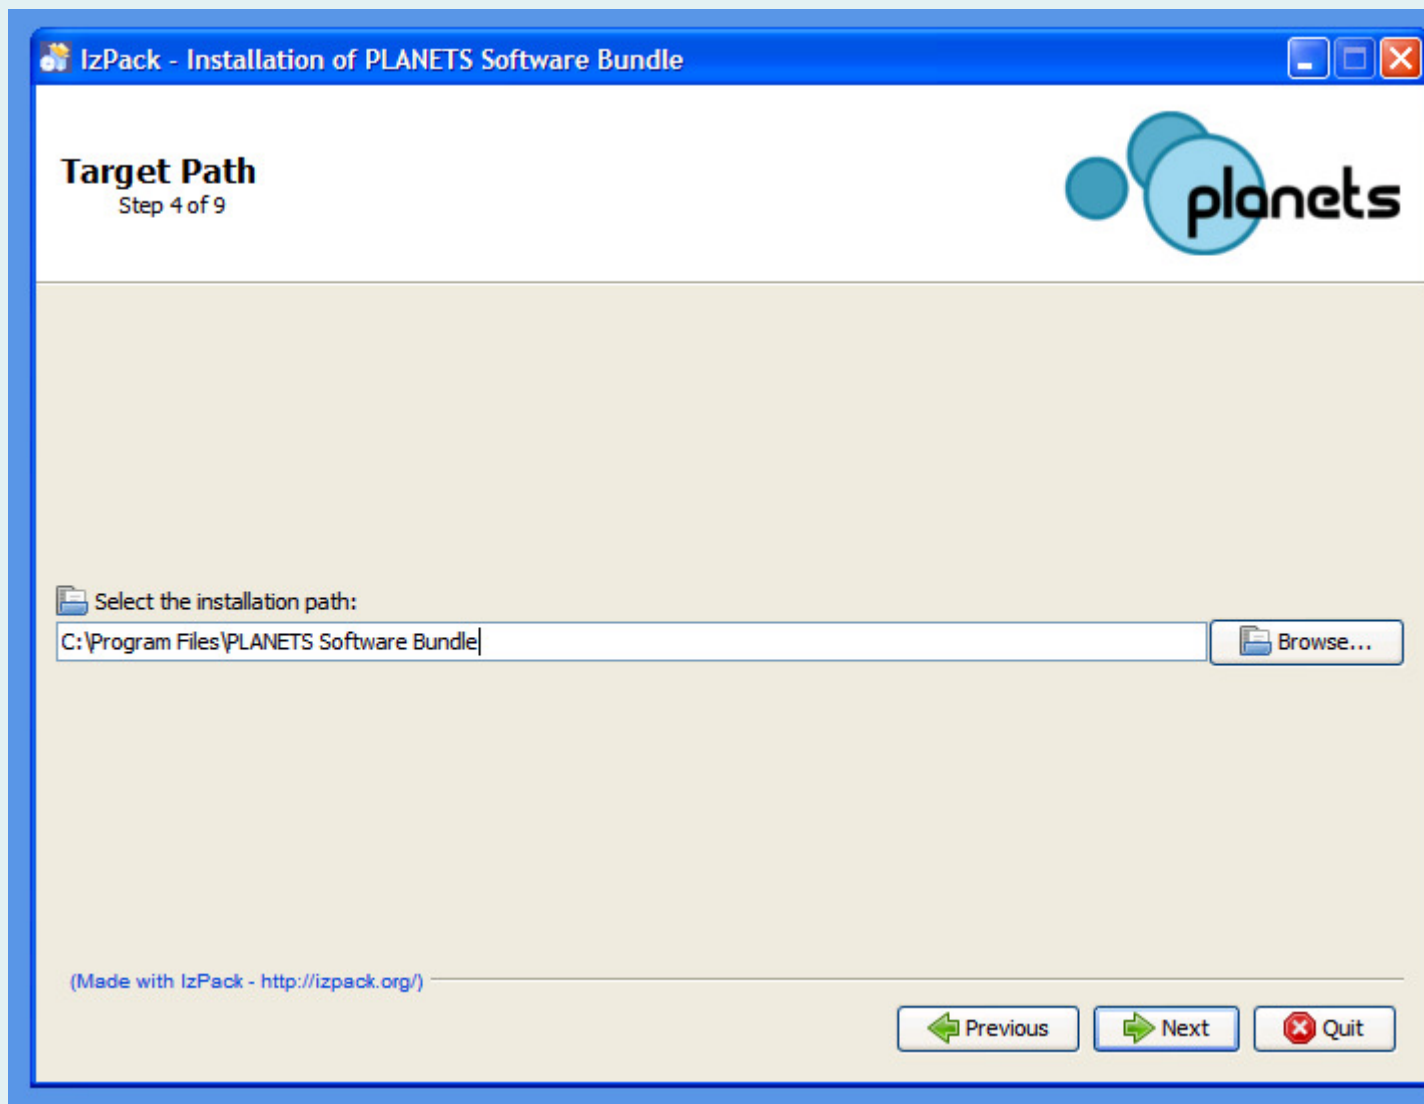 IzPack - Installation of PLANETS Software Bundle
Target Path
Step 4 of 9
planets
Select the installation path:
C:\Program Files\PLANETS Software Bundle
Browse...
(Made with IzPack - http://izpack.org/)
Previous
Next
Quit